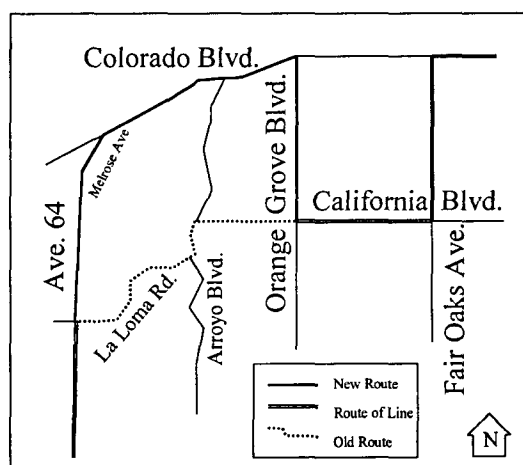 Colorado Blvd.
Melrose Ave
Orange Grove Blvd.
California Blvd.
Ave. 64
La Loma Rd.
Arroyo Blvd.
Fair Oaks Ave.
New Route
Route of Line
Old Route
N